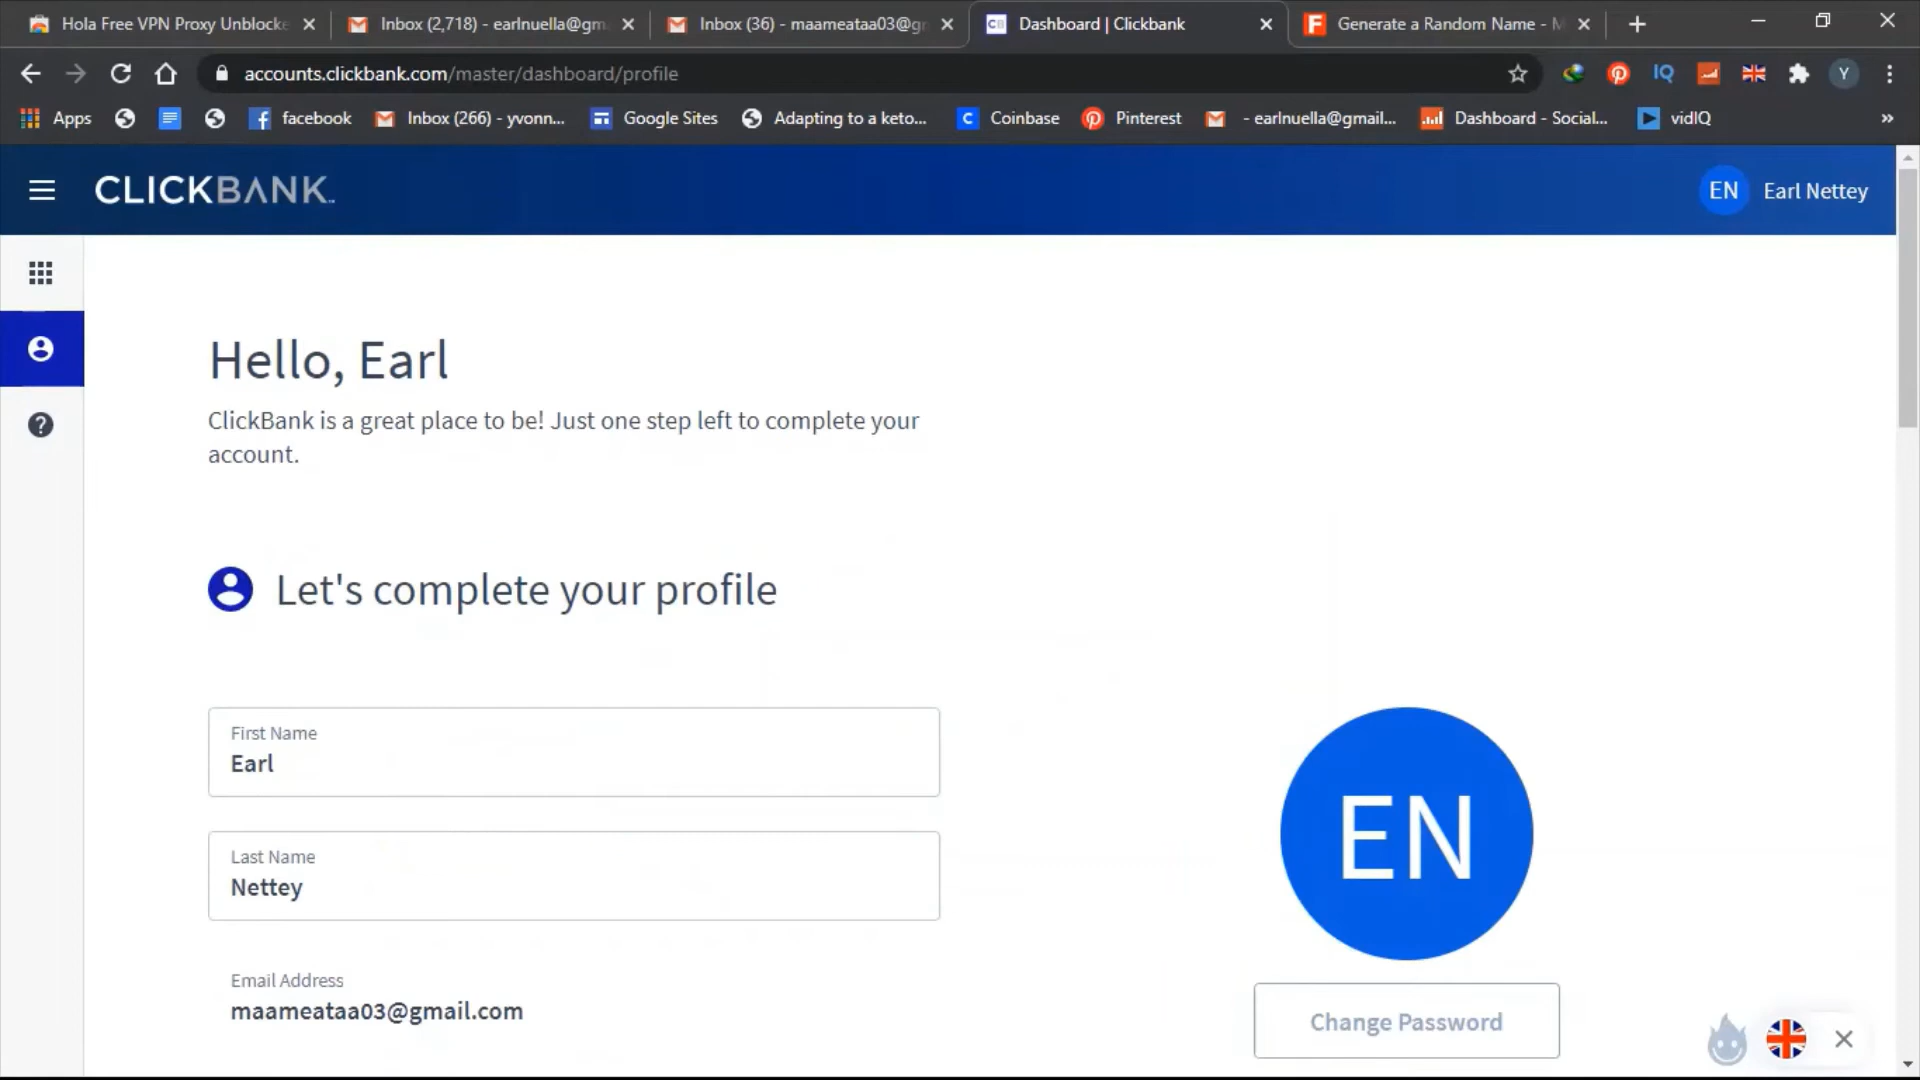 Hola Free VPN Proxy Unblocke
Inbox (2,718) - earlnuella@gm
Inbox (36) - maameataa03@gm
CB Dashboard | Clickbank
Generate a Random Name - M
accounts.clickbank.com/master/dashboard/profile
IQ
Y
Apps
facebook
Inbox (266) - yvonn...
Google Sites
Adapting to a keto...
C Coinbase
Pinterest
- earlnuella@gmail...
Dashboard - Social...
vidIQ
»
CLICKBANK
EN Earl Nettey
Hello, Earl
ClickBank is a great place to be! Just one step left to complete your
account.
Let's complete your profile
First Name
Earl
Last Name
Nettey
Email Address
maameataa03@gmail.com
EN
Change Password